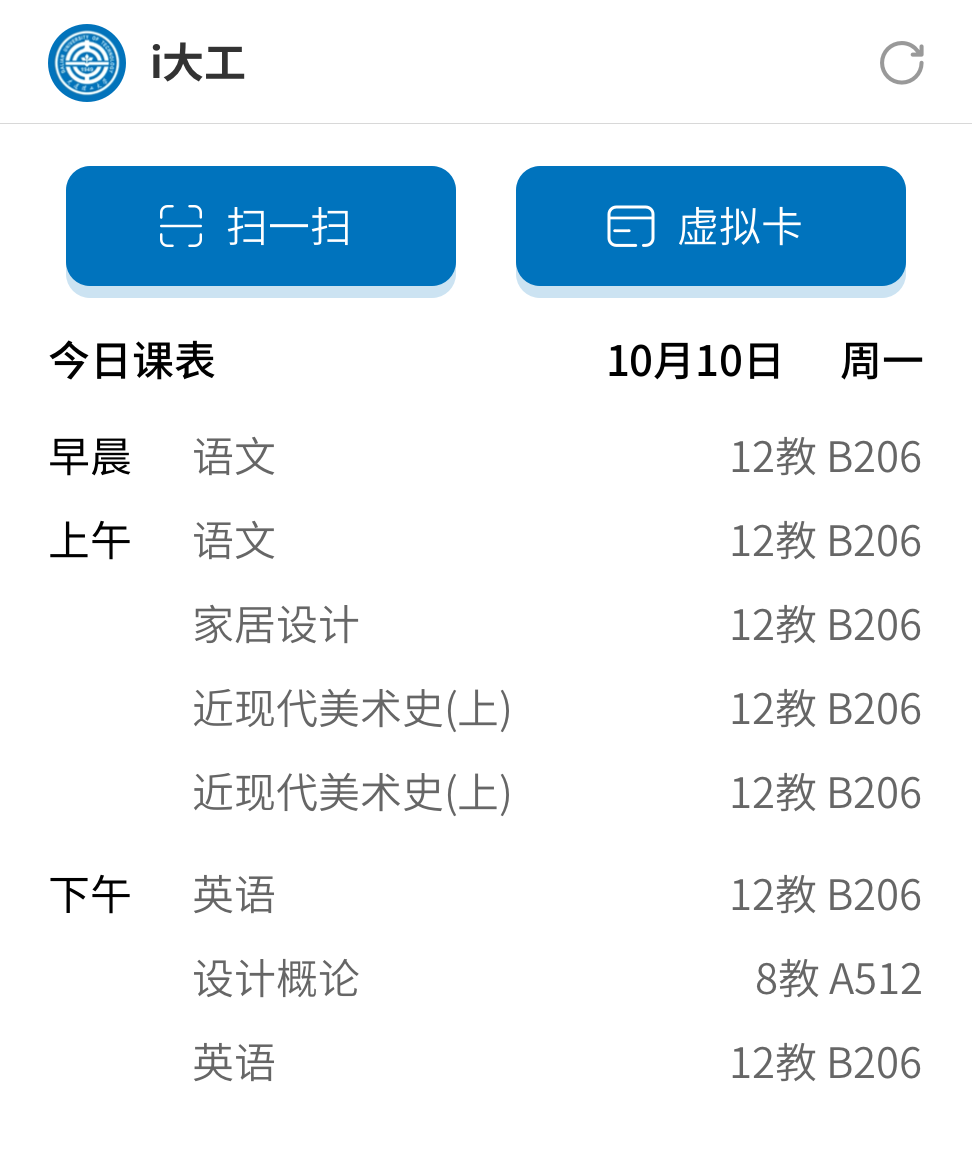 i大工
扫一扫 虚拟卡
今日课表 10月10日 周一
早晨 语文 12教 B206
上午 语文 12教 B206
家居设计 12教 B206
近现代美术史(上) 12教 B206
近现代美术史(上) 12教 B206
下午 英语 12教 B206
设计概论 8教 A512
英语 12教 B206